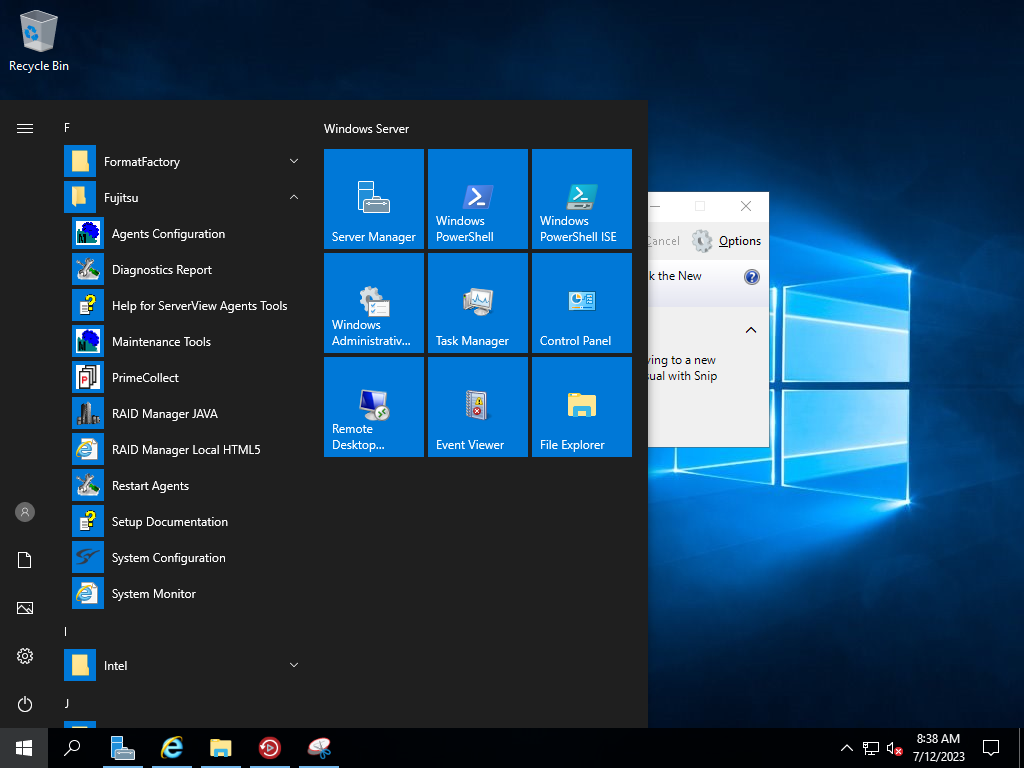 Recycle Bin
F
FormatFactory
Fujitsu
Agents Configuration
Diagnostics Report
Help for ServerView Agents Tools
Maintenance Tools
PrimeCollect
RAID Manager JAVA
RAID Manager Local HTML5
Restart Agents
Setup Documentation
System Configuration
System Monitor
I
Intel
J
Windows Server
Server Manager
Windows
PowerShell
Windows
PowerShell ISE
Windows
Administrativ...
Task Manager
Control Panel
Remote
Desktop...
Event Viewer
File Explorer
Cancel
Options
k the New
ying to a new
sual with Snip
8:38 AM
7/12/2023